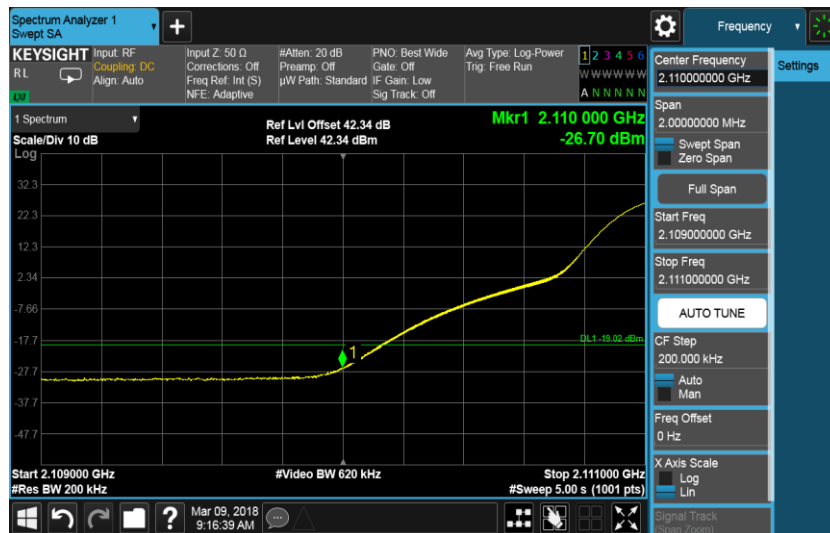 Spectrum Analyzer 1
Swept SA
+
Frequency
KEYSIGHT
RL
LXI
Input: RF
Coupling: DC
Align: Auto
Input Z: 50 Ω
Corrections: Off
Freq Ref: Int (S)
NFE: Adaptive
#Atten: 20 dB
Preamp: Off
µW Path: Standard
PNO: Best Wide
Gate: Off
IF Gain: Low
Sig Track: Off
Avg Type: Log-Power
Trig: Free Run
1 2 3 4 5 6
W W W W W W
A N N N N N
1 Spectrum
Scale/Div 10 dB
Log
Ref Lvl Offset 42.34 dB
Ref Level 42.34 dBm
Mkr1 2.110 000 GHz
-26.70 dBm
32.3
22.3
12.3
2.34
-7.66
-17.7
-27.7
-37.7
-47.7
DL1 -19.02 dBm
1
Start 2.109000 GHz
#Res BW 200 kHz
#Video BW 620 kHz
Stop 2.111000 GHz
#Sweep 5.00 s (1001 pts)
Center Frequency
2.110000000 GHz
Settings
Span
2.00000000 MHz
Swept Span
Zero Span
Full Span
Start Freq
2.109000000 GHz
Stop Freq
2.111000000 GHz
AUTO TUNE
CF Step
200.000 kHz
Auto
Man
Freq Offset
0 Hz
X Axis Scale
Log
Lin
Signal Track
(Span Zoom)
?
Mar 09, 2018
9:16:39 AM